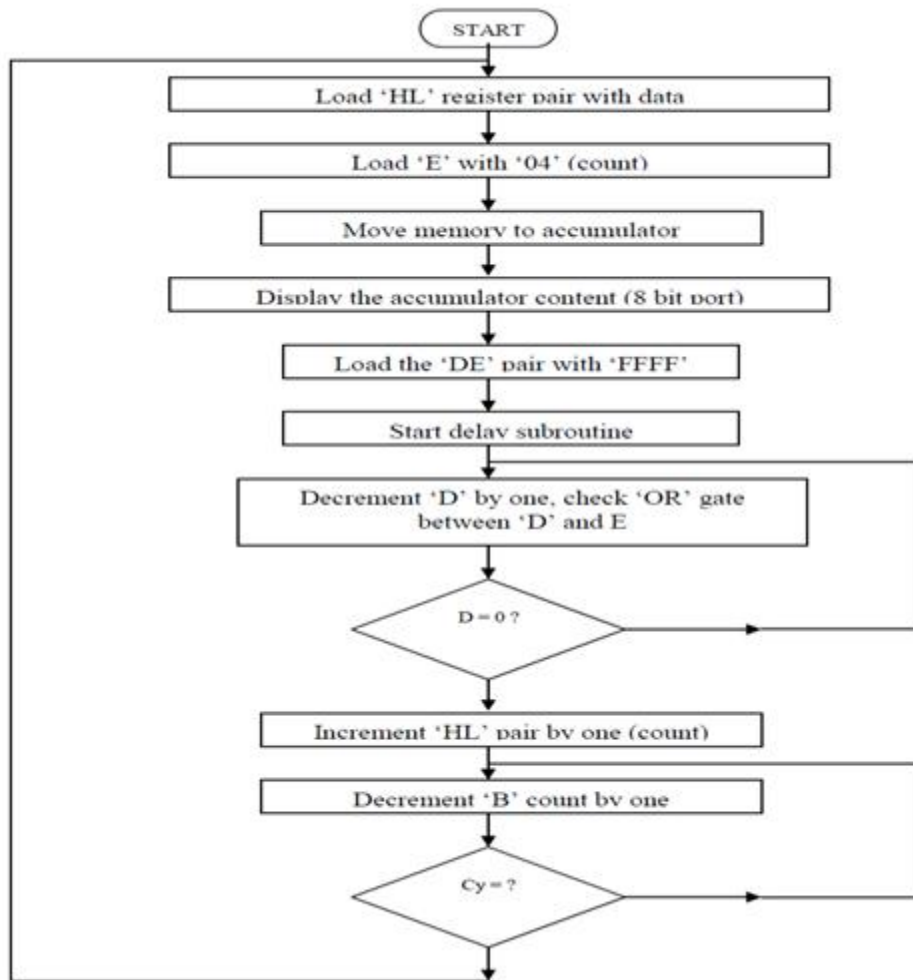 START
Load ‘HL’ register pair with data
Load ‘E’ with ‘04’ (count)
Move memory to accumulator
Display the accumulator content (8 bit port)
Load the ‘DE’ pair with ‘FFFF’
Start delay subroutine
Decrement ‘D’ by one, check ‘OR’ gate
between ‘D’ and E
D = 0 ?
Increment ‘HL’ pair by one (count)
Decrement ‘B’ count by one
Cy = ?